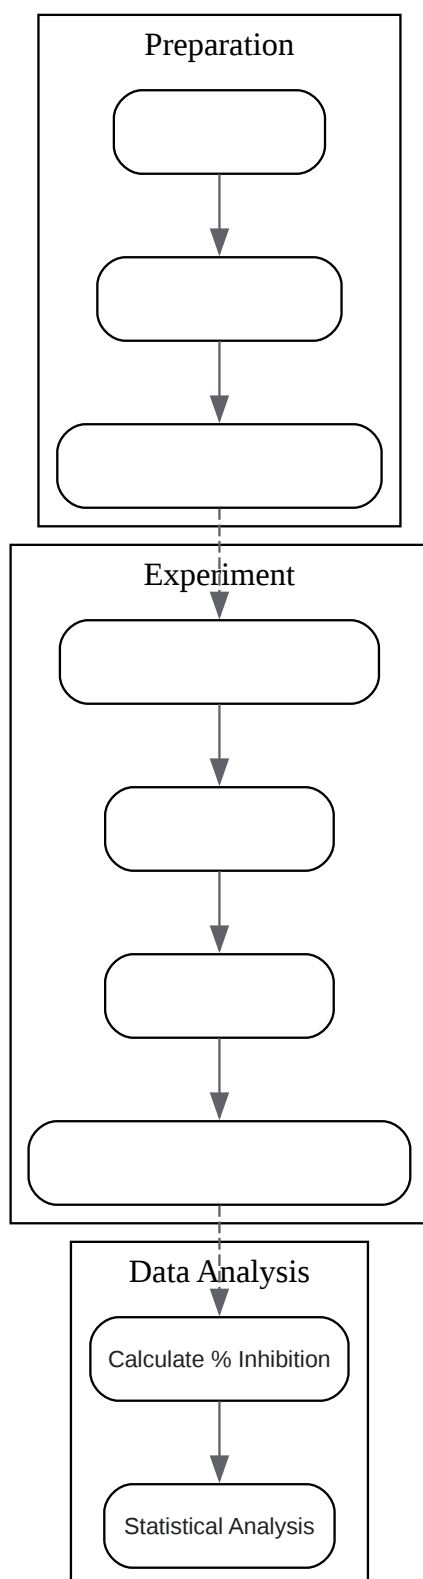 Preparation
Experiment
Data Analysis
Calculate % Inhibition
Statistical Analysis